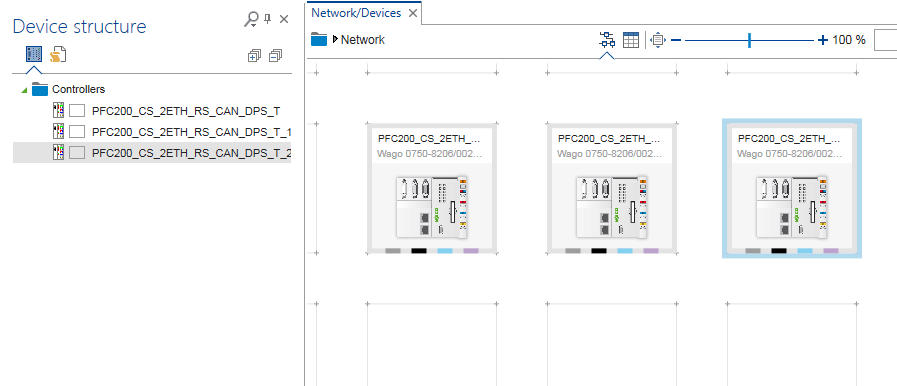 Device structure
Controllers
PFC200_CS_2ETH_RS_CAN_DPS_T
PFC200_CS_2ETH_RS_CAN_DPS_T_1
PFC200_CS_2ETH_RS_CAN_DPS_T_2
Network/Devices
Network
100 %
PFC200_CS_2ETH_...
Wago 0750-8206/002...
PFC200_CS_2ETH_...
Wago 0750-8206/002...
PFC200_CS_2ETH_...
Wago 0750-8206/002...